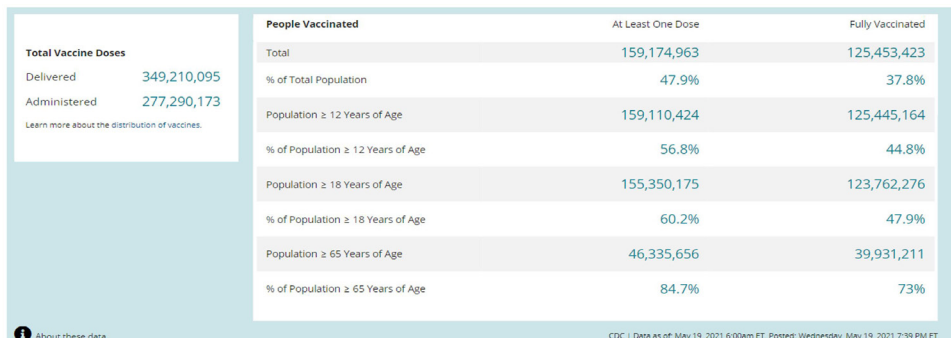 Total Vaccine Doses
Delivered 349,210,095
Administered 277,290,173
Learn more about the distribution of vaccines.
People Vaccinated At Least One Dose Fully Vaccinated
Total 159,174,963 125,453,423
% of Total Population 47.9% 37.8%
Population ≥ 12 Years of Age 159,110,424 125,445,164
% of Population ≥ 12 Years of Age 56.8% 44.8%
Population ≥ 18 Years of Age 155,350,175 123,762,276
% of Population ≥ 18 Years of Age 60.2% 47.9%
Population ≥ 65 Years of Age 46,335,656 39,931,211
% of Population ≥ 65 Years of Age 84.7% 73%
i About these data
CDC | Data as of: May 19, 2021 6:00am ET. Posted: Wednesday, May 19, 2021 7:39 PM ET